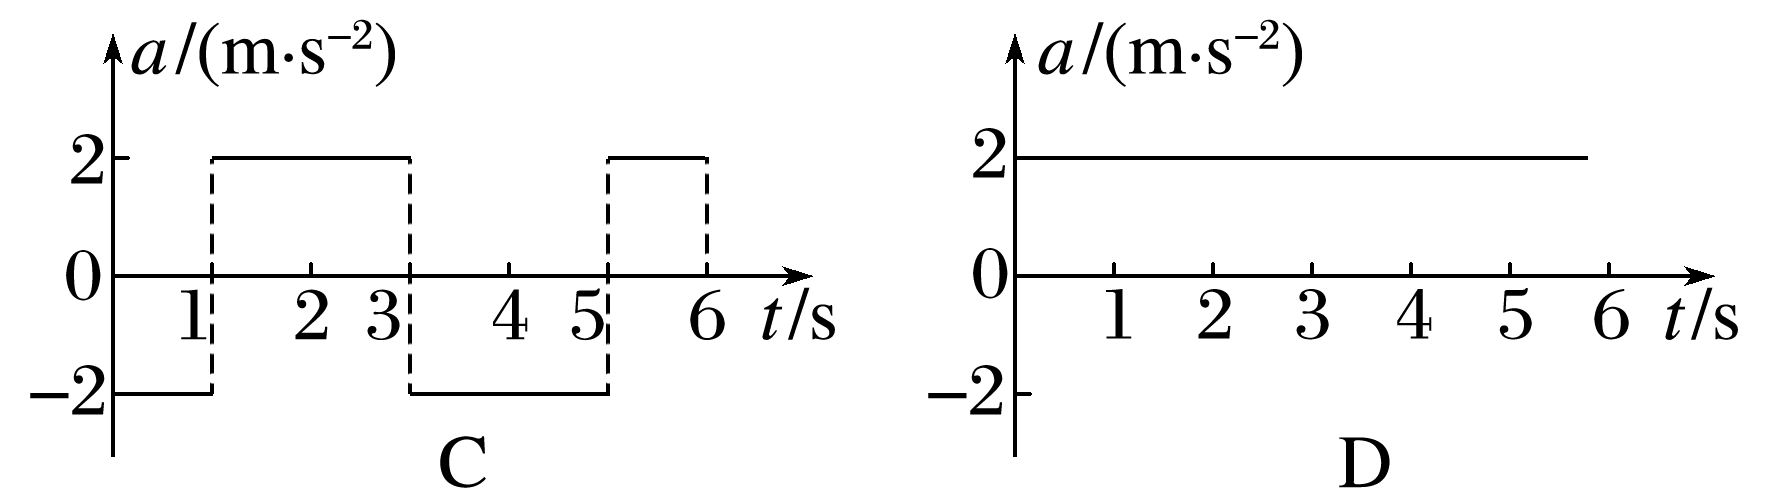 a/(m·s⁻²) a/(m·s⁻²)
2 2
0 1 2 3 4 5 6 t/s 0 1 2 3 4 5 6 t/s
−2 −2
C D